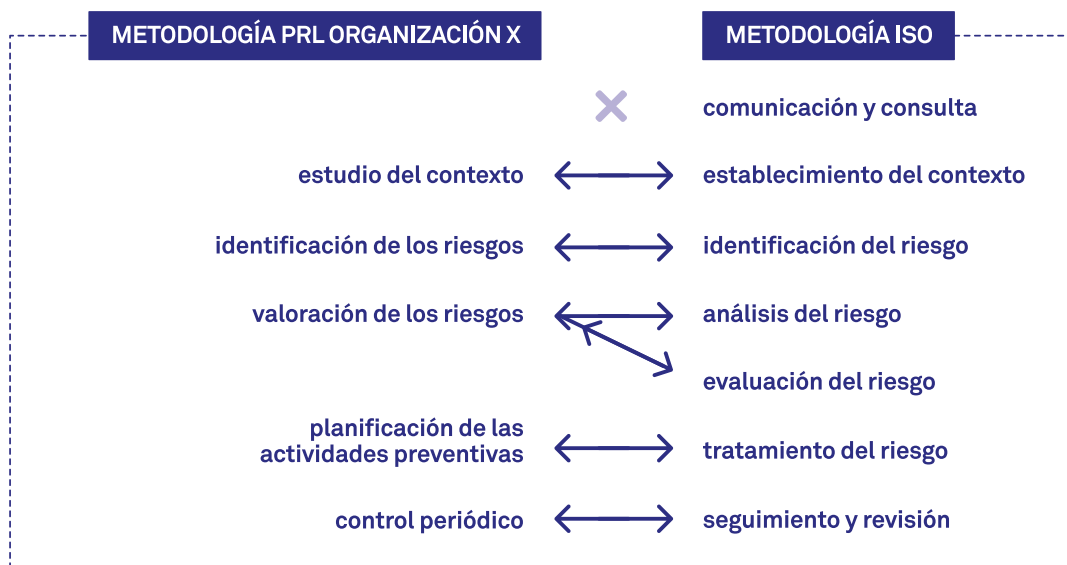 METODOLOGÍA PRL ORGANIZACIÓN X
METODOLOGÍA ISO
comunicación y consulta
estudio del contexto
establecimiento del contexto
identificación de los riesgos
identificación del riesgo
valoración de los riesgos
análisis del riesgo
evaluación del riesgo
planificación de las
actividades preventivas
tratamiento del riesgo
control periódico
seguimiento y revisión